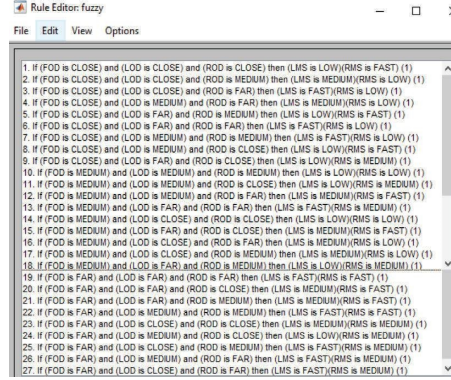 Rule Editor: fuzzy
File Edit View Options
1. If (FOD is CLOSE) and (LOD is CLOSE) and (ROD is CLOSE) then (LMS is LOW)(RMS is FAST) (1)
2. If (FOD is CLOSE) and (LOD is CLOSE) and (ROD is MEDIUM) then (LMS is MEDIUM)(RMS is LOW) (1)
3. If (FOD is CLOSE) and (LOD is CLOSE) and (ROD is FAR) then (LMS is FAST)(RMS is LOW) (1)
4. If (FOD is CLOSE) and (LOD is MEDIUM) and (ROD is FAR) then (LMS is MEDIUM)(RMS is LOW) (1)
5. If (FOD is CLOSE) and (LOD is FAR) and (ROD is MEDIUM) then (LMS is LOW)(RMS is FAST) (1)
6. If (FOD is CLOSE) and (LOD is FAR) and (ROD is FAR) then (LMS is FAST)(RMS is LOW) (1)
7. If (FOD is CLOSE) and (LOD is MEDIUM) and (ROD is MEDIUM) then (LMS is FAST)(RMS is LOW) (1)
8. If (FOD is CLOSE) and (LOD is MEDIUM) and (ROD is CLOSE) then (LMS is LOW)(RMS is FAST) (1)
9. If (FOD is CLOSE) and (LOD is FAR) and (ROD is CLOSE) then (LMS is LOW)(RMS is MEDIUM) (1)
10. If (FOD is MEDIUM) and (LOD is MEDIUM) and (ROD is MEDIUM) then (LMS is LOW)(RMS is LOW) (1)
11. If (FOD is MEDIUM) and (LOD is MEDIUM) and (ROD is CLOSE) then (LMS is LOW)(RMS is MEDIUM) (1)
12. If (FOD is MEDIUM) and (LOD is MEDIUM) and (ROD is FAR) then (LMS is MEDIUM)(RMS is FAST) (1)
13. If (FOD is MEDIUM) and (LOD is FAR) and (ROD is FAR) then (LMS is FAST)(RMS is MEDIUM) (1)
14. If (FOD is MEDIUM) and (LOD is CLOSE) and (ROD is CLOSE) then (LMS is LOW)(RMS is LOW) (1)
15. If (FOD is MEDIUM) and (LOD is FAR) and (ROD is CLOSE) then (LMS is MEDIUM)(RMS is FAST) (1)
16. If (FOD is MEDIUM) and (LOD is CLOSE) and (ROD is FAR) then (LMS is MEDIUM)(RMS is LOW) (1)
17. If (FOD is MEDIUM) and (LOD is CLOSE) and (ROD is MEDIUM) then (LMS is MEDIUM)(RMS is LOW) (1)
18. If (FOD is MEDIUM) and (LOD is FAR) and (ROD is MEDIUM) then (LMS is LOW)(RMS is MEDIUM) (1)
19. If (FOD is FAR) and (LOD is FAR) and (ROD is FAR) then (LMS is FAST)(RMS is FAST) (1)
20. If (FOD is FAR) and (LOD is FAR) and (ROD is CLOSE) then (LMS is MEDIUM)(RMS is FAST) (1)
21. If (FOD is FAR) and (LOD is FAR) and (ROD is MEDIUM) then (LMS is MEDIUM)(RMS is FAST) (1)
22. If (FOD is FAR) and (LOD is MEDIUM) and (ROD is MEDIUM) then (LMS is FAST)(RMS is FAST) (1)
23. If (FOD is FAR) and (LOD is CLOSE) and (ROD is CLOSE) then (LMS is MEDIUM)(RMS is MEDIUM) (1)
24. If (FOD is FAR) and (LOD is MEDIUM) and (ROD is CLOSE) then (LMS is LOW)(RMS is MEDIUM) (1)
25. If (FOD is FAR) and (LOD is CLOSE) and (ROD is MEDIUM) then (LMS is FAST)(RMS is MEDIUM) (1)
26. If (FOD is FAR) and (LOD is MEDIUM) and (ROD is FAR) then (LMS is FAST)(RMS is MEDIUM) (1)
27. If (FOD is FAR) and (LOD is CLOSE) and (ROD is FAR) then (LMS is FAST)(RMS is MEDIUM) (1)